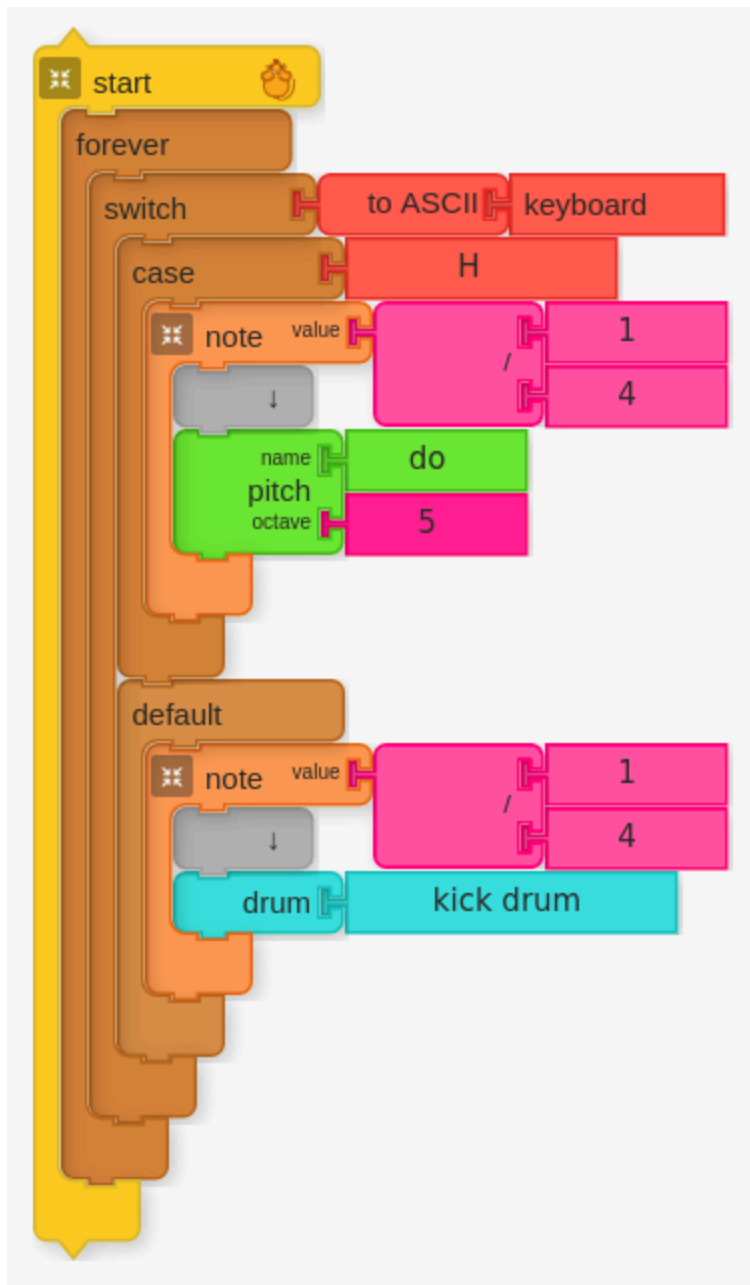 start
forever
switch to ASCII keyboard
case H
note value 1
/
4
↓
name do
pitch
octave 5
default
note value 1
/
4
↓
drum kick drum